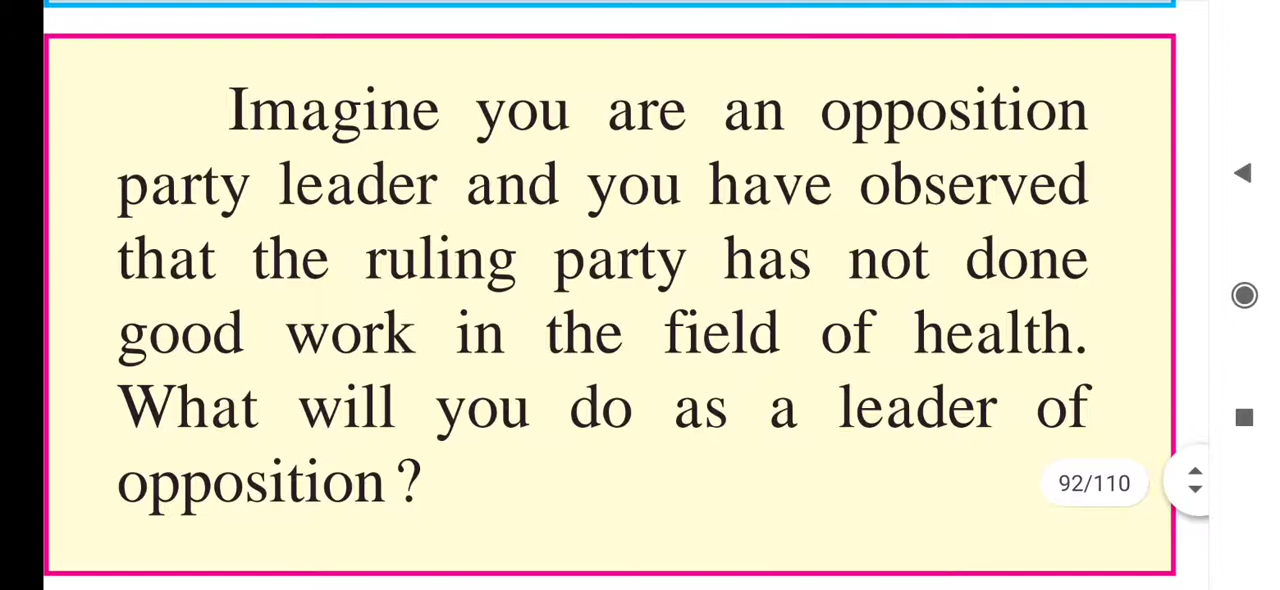 Imagine you are an opposition
party leader and you have observed
that the ruling party has not done
good work in the field of health.
What will you do as a leader of
opposition ?
92/110